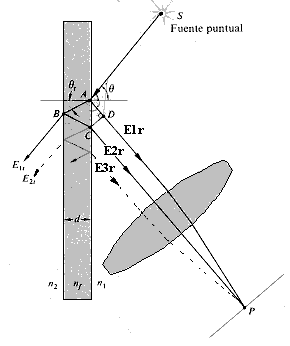 S
Fuente puntual
θt A θ
B D
E1r
C
E1t
E2t
E2r
E3r
d
n2 nf n1
P